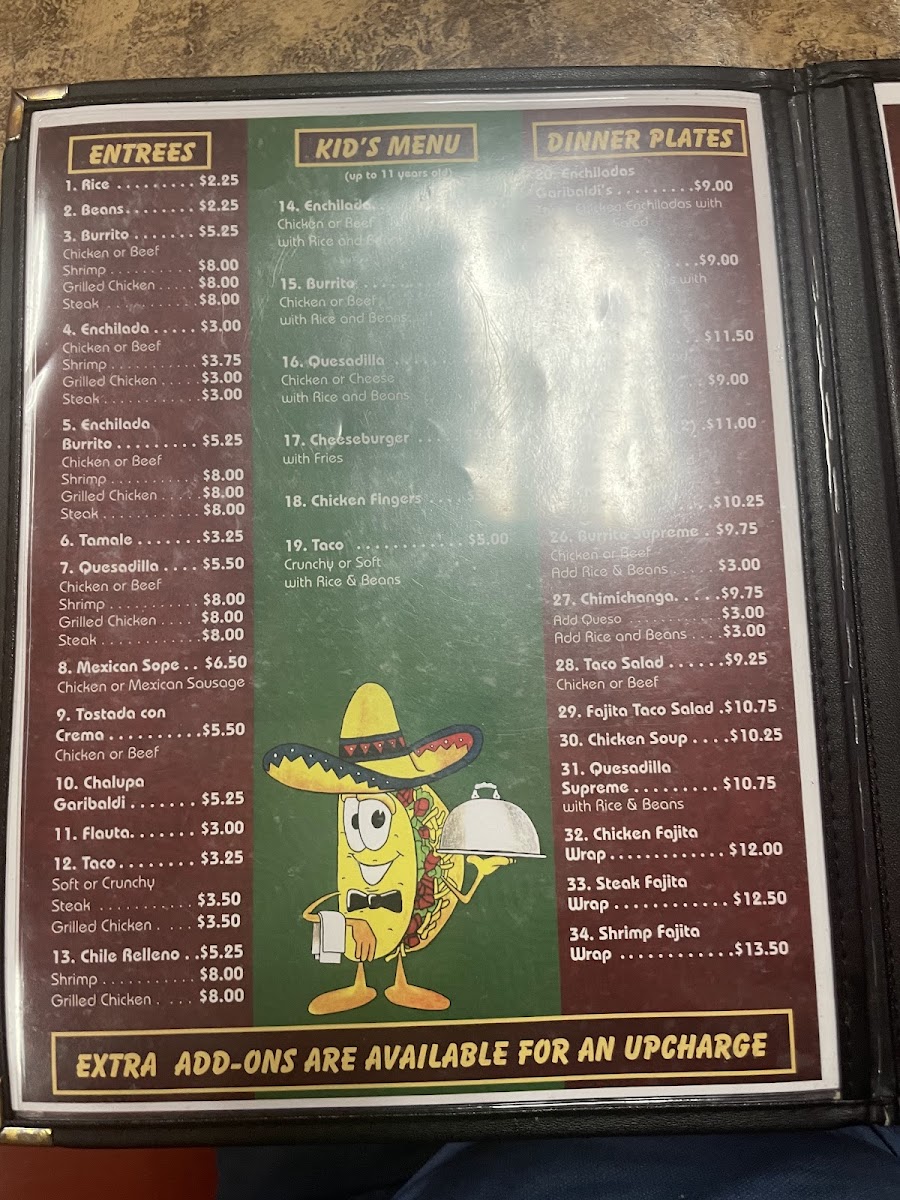 ENTREES
1. Rice ......... $2.25
2. Beans ........ $2.25
3. Burrito ....... $5.25
Chicken or Beef
Shrimp .......... $8.00
Grilled Chicken ..... $8.00
Steak ............ $8.00
4. Enchilada ..... $3.00
Chicken or Beef
Shrimp .......... $3.75
Grilled Chicken .... $3.00
Steak ............ $3.00
5. Enchilada
Burrito ......... $5.25
Chicken or Beef
Shrimp .......... $8.00
Grilled Chicken .... $8.00
Steak ............ $8.00
6. Tamale ....... $3.25
7. Quesadilla .... $5.50
Chicken or Beef
Shrimp .......... $8.00
Grilled Chicken .... $8.00
Steak ............ $8.00
8. Mexican Sope .. $6.50
Chicken or Mexican Sausage
9. Tostada con
Crema .......... $5.50
Chicken or Beef
10. Chalupa
Garibaldi ....... $5.25
11. Flauta ....... $3.00
12. Taco ........ $3.25
Soft or Crunchy
Steak ............ $3.50
Grilled Chicken .... $3.50
13. Chile Relleno .. $5.25
Shrimp .......... $8.00
Grilled Chicken .... $8.00
KID'S MENU
(up to 11 years old)
14. Enchilada
Chicken or Beef
with Rice and Beans
15. Burrito
Chicken or Beef
with Rice and Beans
16. Quesadilla
Chicken or Cheese
with Rice and Beans
17. Cheeseburger
with Fries
18. Chicken Fingers
19. Taco ............ $5.00
Crunchy or Soft
with Rice & Beans
DINNER PLATES
20. Enchiladas
Garibaldi's ......... $9.00
Enchiladas with
$9.00
with
$11.50
$9.00
$11.00
$10.25
26. Burrito Supreme . $9.75
Chicken or Beef
Add Rice & Beans ...... $3.00
27. Chimichanga ..... $9.75
Add Queso .......... $3.00
Add Rice and Beans .... $3.00
28. Taco Salad ...... $9.25
Chicken or Beef
29. Fajita Taco Salad . $10.75
30. Chicken Soup .... $10.25
31. Quesadilla
Supreme ......... $10.75
with Rice & Beans
32. Chicken Fajita
Wrap ............. $12.00
33. Steak Fajita
Wrap ............ $12.50
34. Shrimp Fajita
Wrap ............ $13.50
EXTRA ADD-ONS ARE AVAILABLE FOR AN UPCHARGE